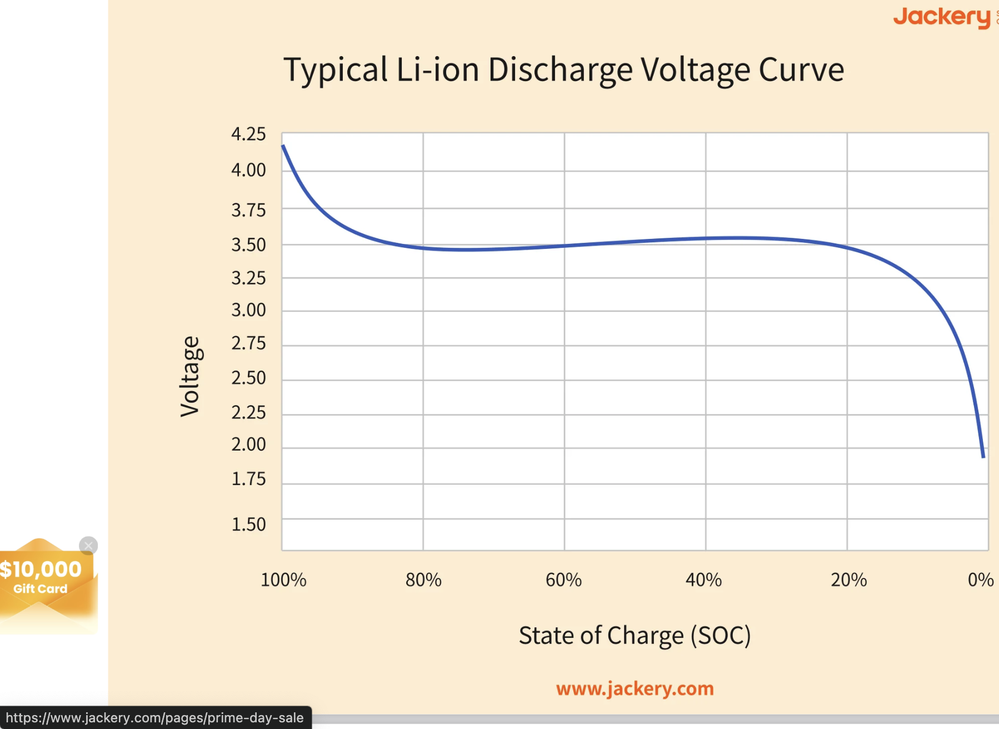 Jackery
Typical Li-ion Discharge Voltage Curve
4.25
4.00
3.75
3.50
3.25
3.00
2.75
2.50
2.25
2.00
1.75
1.50
Voltage
100% 80% 60% 40% 20% 0%
State of Charge (SOC)
www.jackery.com
$10,000
Gift Card
https://www.jackery.com/pages/prime-day-sale